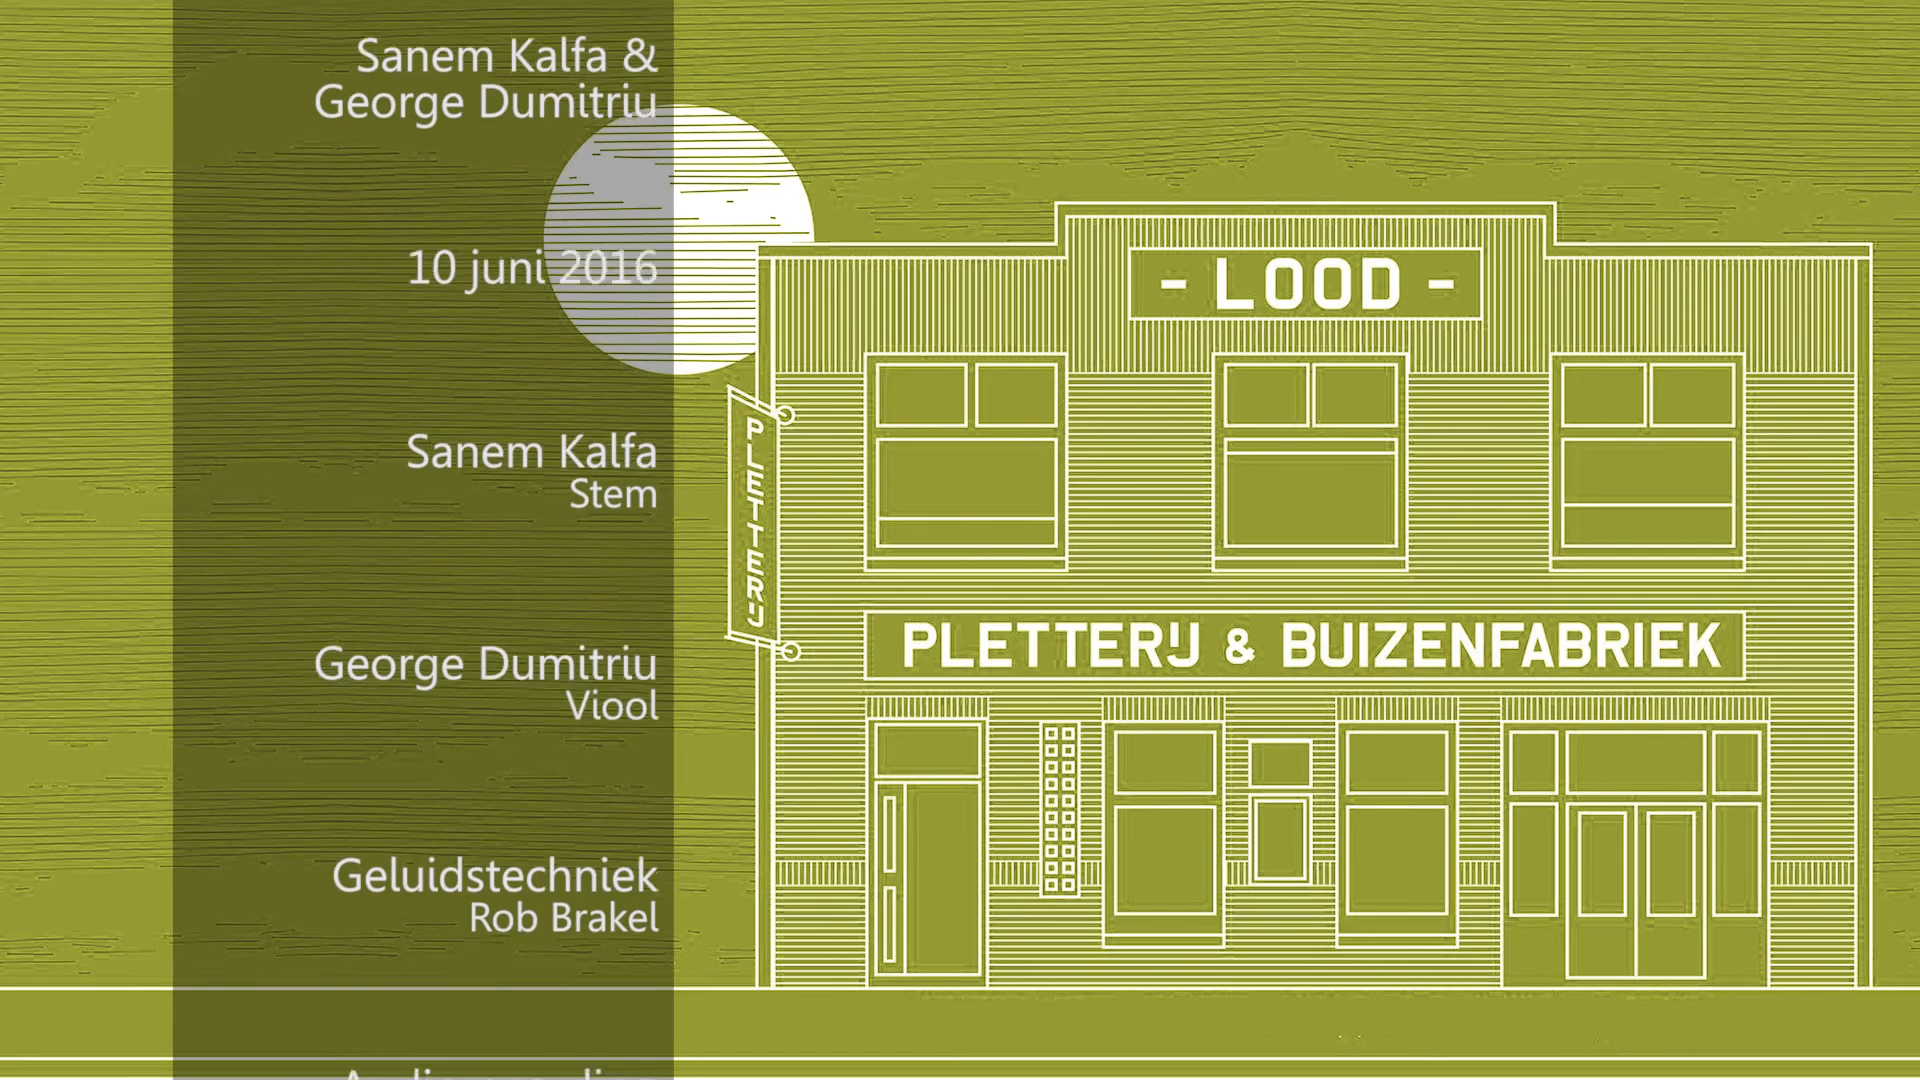 Sanem Kalfa &
George Dumitriu
10 juni 2016
Sanem Kalfa
Stem
George Dumitriu
Viool
Geluidstechniek
Rob Brakel
- LOOD -
PLETTERIJ
PLETTERIJ & BUIZENFABRIEK